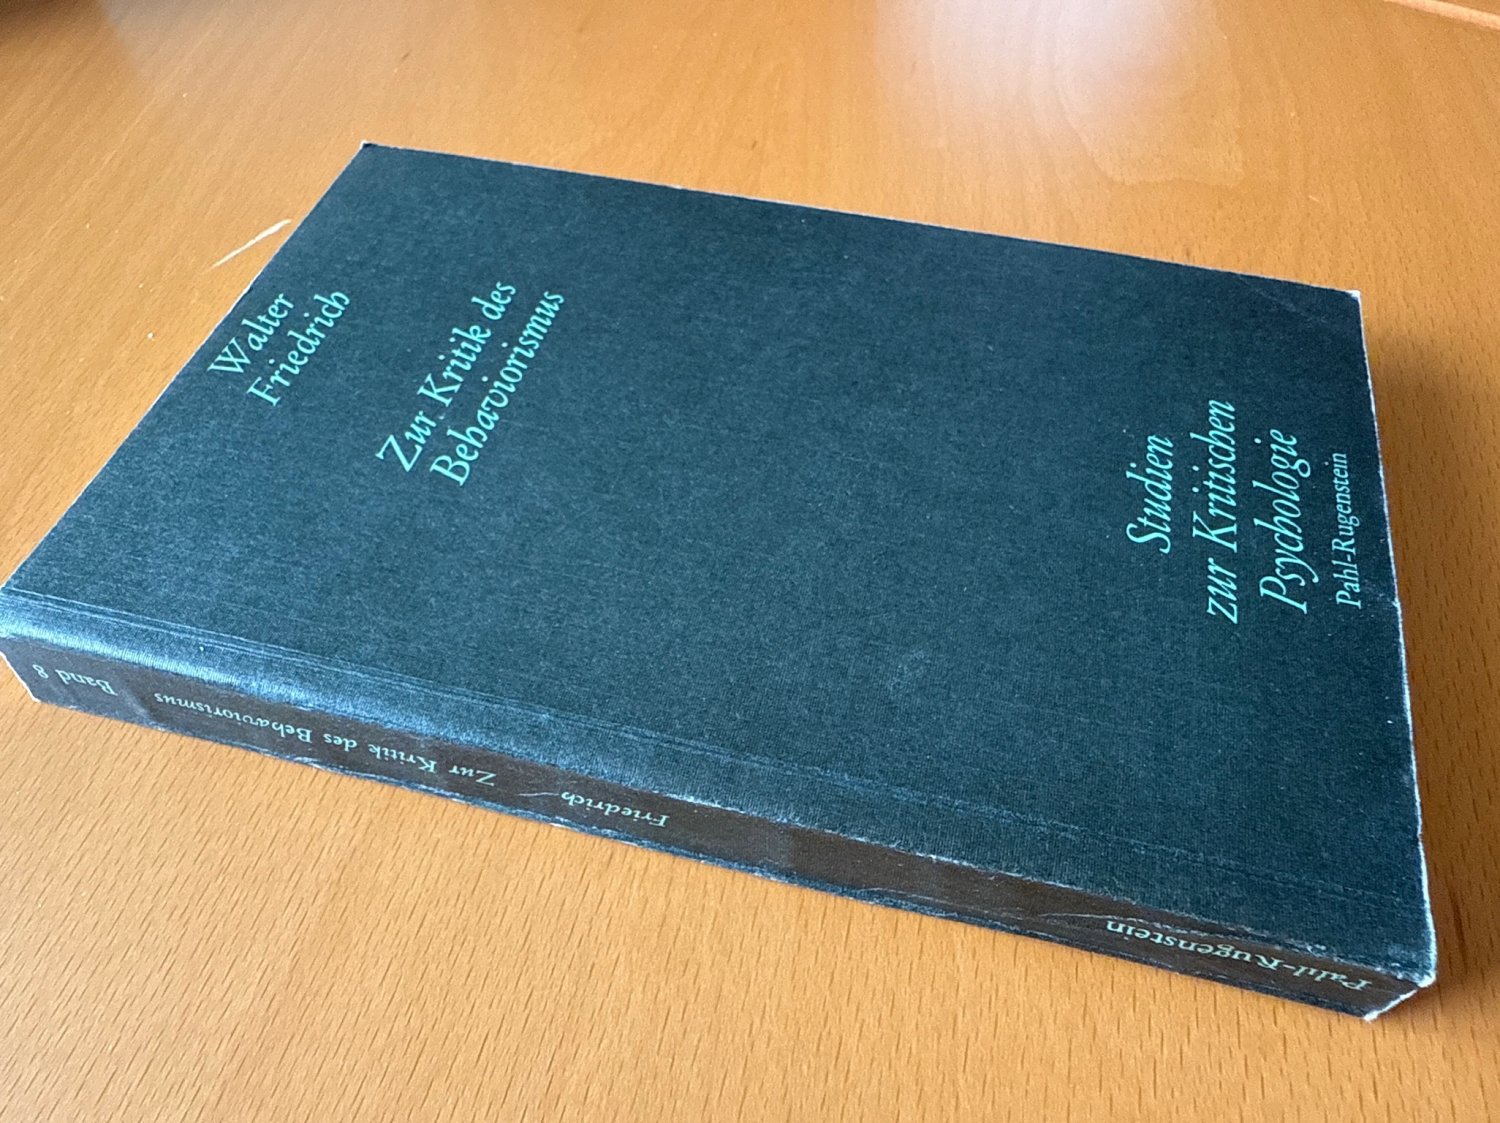 Walter
Friedrich
Zur Kritik des
Behaviorismus
Studien
zur Kritischen
Psychologie
Pahl-Rugenstein
Band 8
Zur Kritik des Behaviorismus
Friedrich
Pahl-Rugenstein